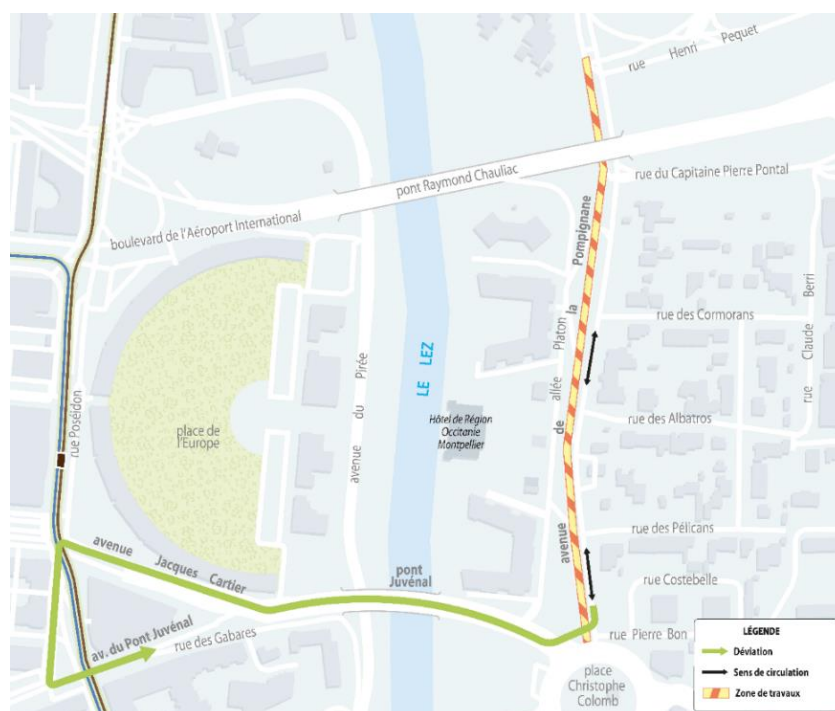 rue Henri Pequet
pont Raymond Chauliac
rue du Capitaine Pierre Pontal
boulevard de l'Aéroport International
avenue de la Pompignane
allée Platon
rue des Cormorans
rue Claude Berri
LE LEZ
avenue du Pirée
rue Poséidon
place de
l'Europe
Hôtel de Région
Occitanie
Montpellier
rue des Albatros
rue des Pélicans
avenue Jacques Cartier
pont
Juvénal
rue Costebelle
av. du Pont Juvénal
rue des Gabares
rue Pierre Bon
place
Christophe
Colomb
LÉGENDE
Déviation
Sens de circulation
Zone de travaux